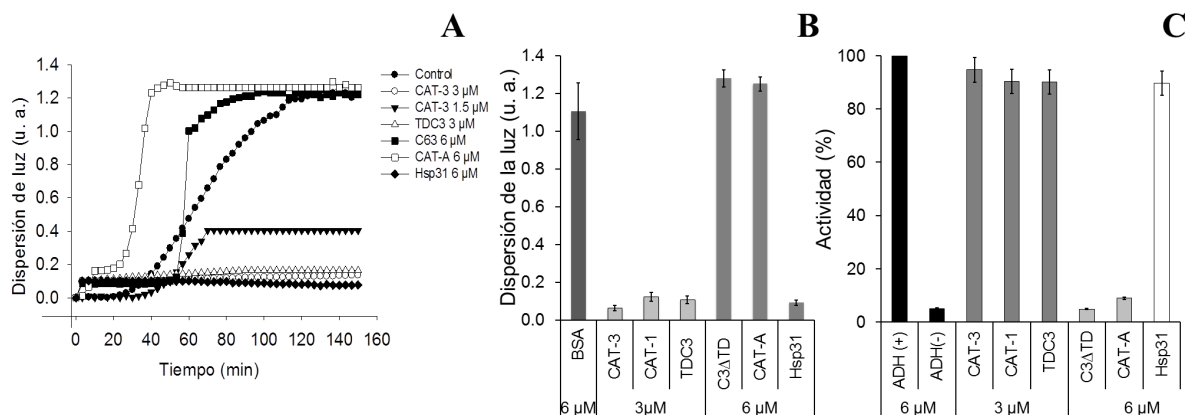 A
Dispersión de luz (u. a.)
1.4
1.2
1.0
0.8
0.6
0.4
0.2
0.0
0 20 40 60 80 100 120 140 160
Tiempo (min)
Control
CAT-3 3 µM
CAT-3 1.5 µM
TDC3 3 µM
C63 6 µM
CAT-A 6 µM
Hsp31 6 µM
B
Dispersión de la luz (u. a.)
1.4
1.2
1.0
0.8
0.6
0.4
0.2
0.0
BSA
CAT-3
CAT-1
TDC3
C3ΔTD
CAT-A
Hsp31
6 µM 3µM 6 µM
C
Actividad (%)
100
80
60
40
20
0
ADH (+)
ADH(-)
CAT-3
CAT-1
TDC3
C3ΔTD
CAT-A
Hsp31
6 µM 3 µM 6 µM